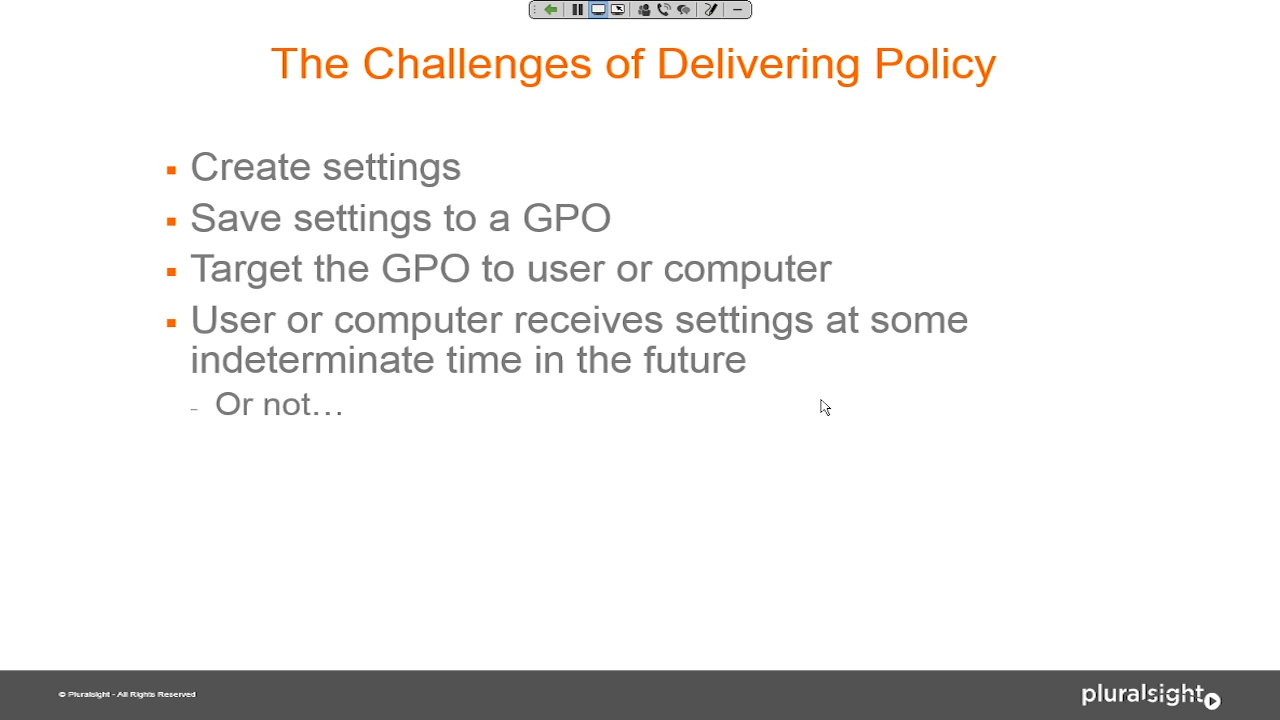 The Challenges of Delivering Policy
Create settings
Save settings to a GPO
Target the GPO to user or computer
User or computer receives settings at some
indeterminate time in the future
Or not…
© Pluralsight - All Rights Reserved
pluralsight